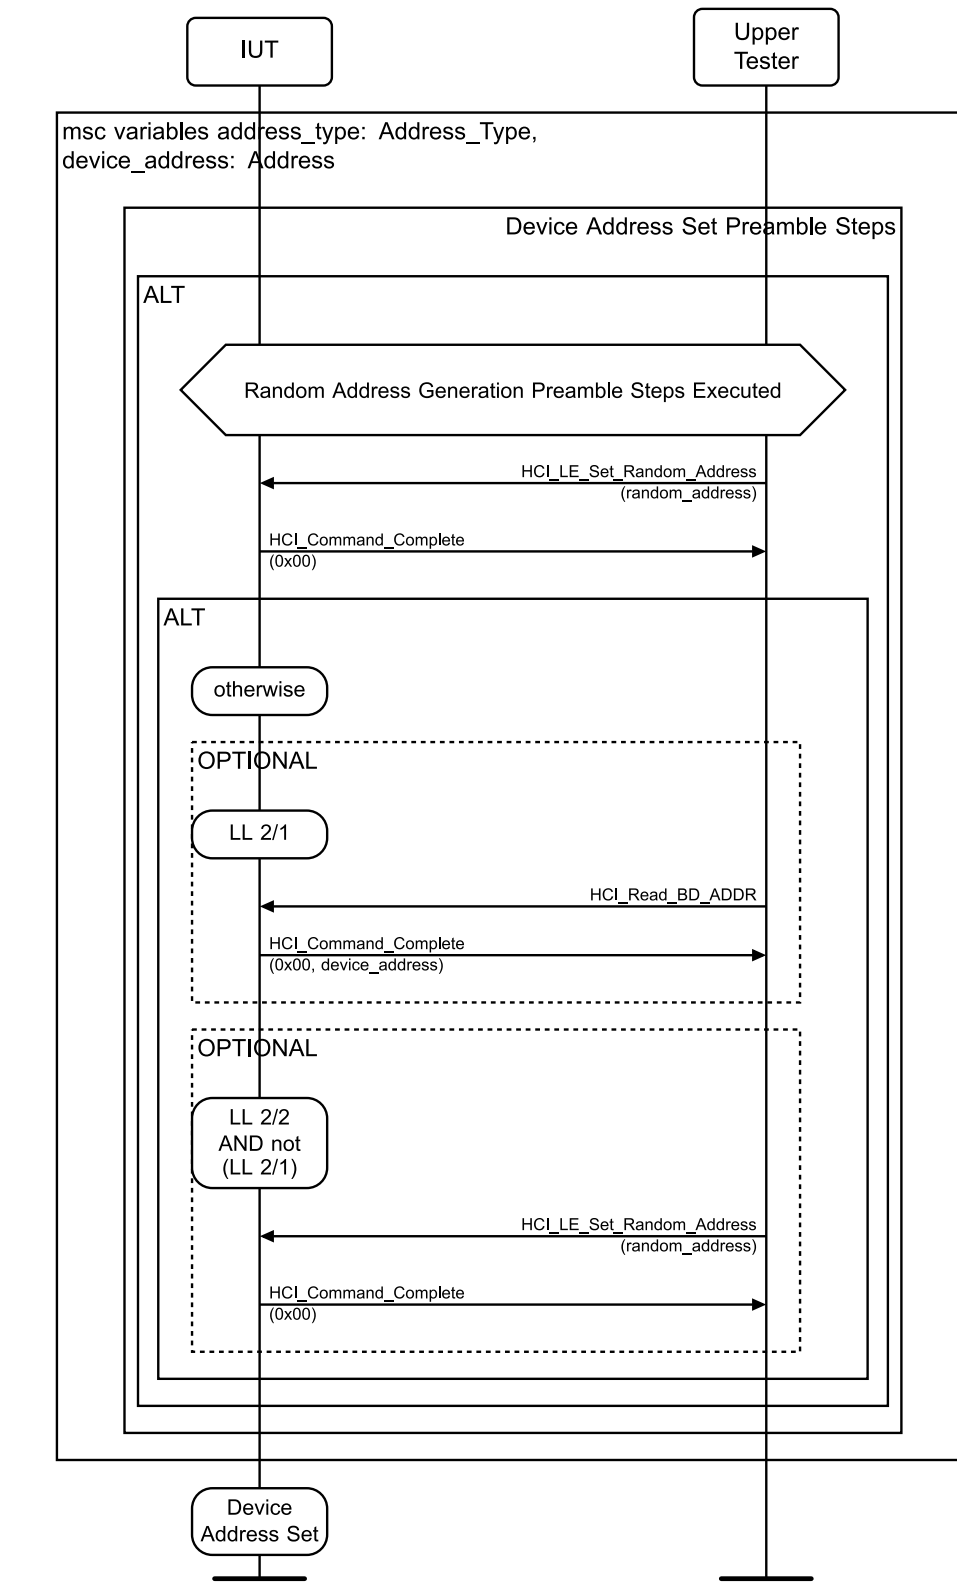 IUT
Upper
Tester
msc variables address_type: Address_Type,
device_address: Address
Device Address Set Preamble Steps
ALT
Random Address Generation Preamble Steps Executed
HCI_LE_Set_Random_Address
(random_address)
HCI_Command_Complete
(0x00)
ALT
otherwise
OPTIONAL
LL 2/1
HCI_Read_BD_ADDR
HCI_Command_Complete
(0x00, device_address)
OPTIONAL
LL 2/2
AND not
(LL 2/1)
HCI_LE_Set_Random_Address
(random_address)
HCI_Command_Complete
(0x00)
Device
Address Set